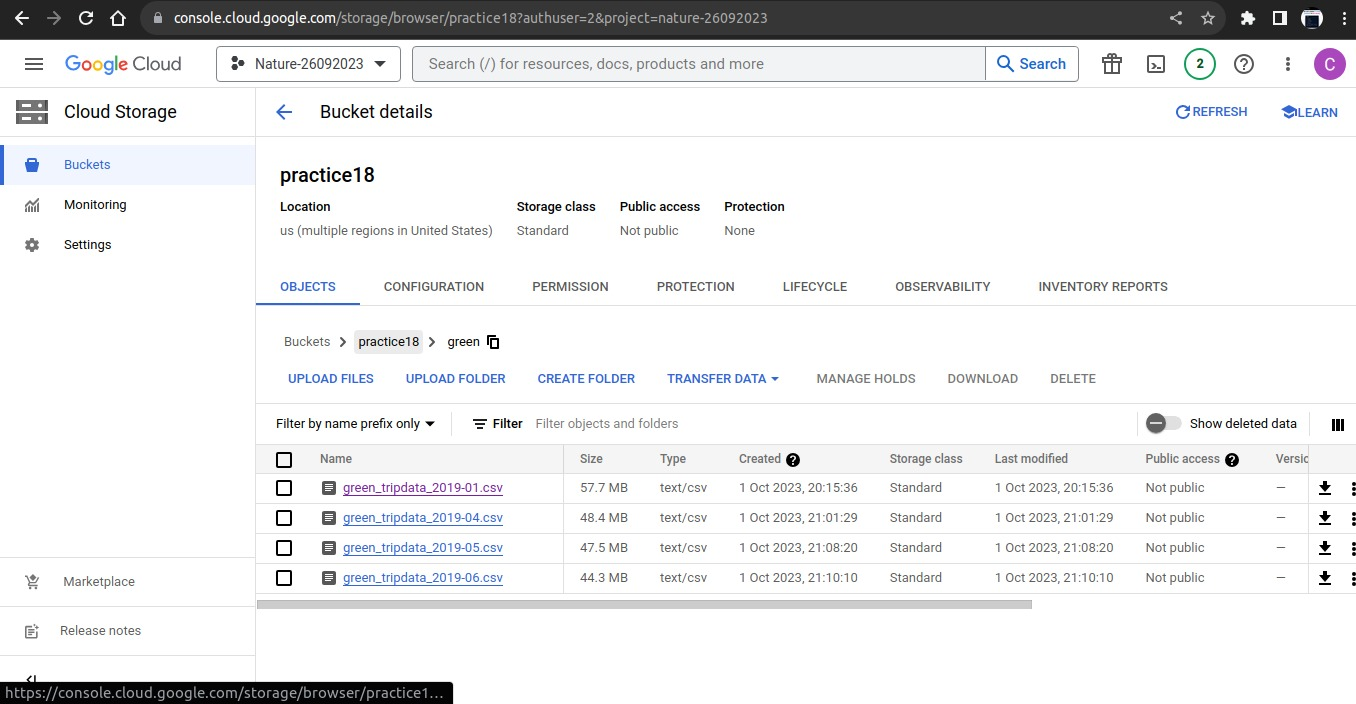 console.cloud.google.com/storage/browser/practice18?authuser=2&project=nature-26092023
Google Cloud Nature-26092023 Search (/) for resources, docs, products and more Search 2 C
Cloud Storage
Bucket details
REFRESH
LEARN
Buckets
Monitoring
Settings
practice18
Location Storage class Public access Protection
us (multiple regions in United States) Standard Not public None
OBJECTS CONFIGURATION PERMISSION PROTECTION LIFECYCLE OBSERVABILITY INVENTORY REPORTS
Buckets practice18 green
UPLOAD FILES UPLOAD FOLDER CREATE FOLDER TRANSFER DATA MANAGE HOLDS DOWNLOAD DELETE
Filter by name prefix only Filter Filter objects and folders Show deleted data
Name Size Type Created Storage class Last modified Public access Versic
green_tripdata_2019-01.csv 57.7 MB text/csv 1 Oct 2023, 20:15:36 Standard 1 Oct 2023, 20:15:36 Not public —
green_tripdata_2019-04.csv 48.4 MB text/csv 1 Oct 2023, 21:01:29 Standard 1 Oct 2023, 21:01:29 Not public —
green_tripdata_2019-05.csv 47.5 MB text/csv 1 Oct 2023, 21:08:20 Standard 1 Oct 2023, 21:08:20 Not public —
green_tripdata_2019-06.csv 44.3 MB text/csv 1 Oct 2023, 21:10:10 Standard 1 Oct 2023, 21:10:10 Not public —
Marketplace
Release notes
https://console.cloud.google.com/storage/browser/practice1...